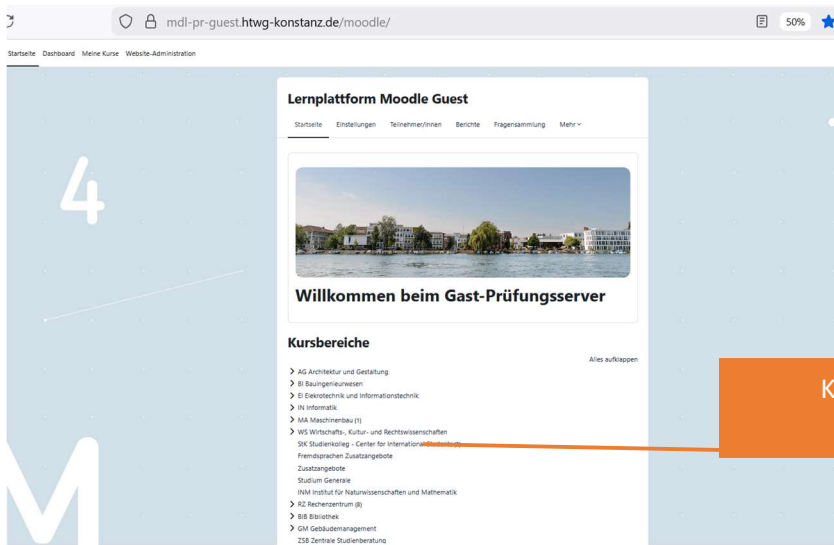 mdl-pr-guest.htwg-konstanz.de/moodle/
50%
Startseite Dashboard Meine Kurse Website-Administration
Lernplattform Moodle Guest
Startseite Einstellungen Teilnehmer/innen Berichte Fragensammlung Mehr
4
Willkommen beim Gast-Prüfungsserver
Kursbereiche
Alles aufklappen
AG Architektur und Gestaltung
BI Bauingenieurwesen
EI Elekrotechnik und Informationstechnik
IN Informatik
MA Maschinenbau (1)
WS Wirtschafts-, Kultur- und Rechtswissenschaften
StK Studienkolleg - Center for International Students
Fremdsprachen Zusatzangebote
Zusatzangebote
Studium Generale
INM Institut für Naturwissenschaften und Mathematik
RZ Rechenzentrum (8)
BIB Bibliothek
GM Gebäudemanagement
ZSB Zentrale Studienberatung
K
M